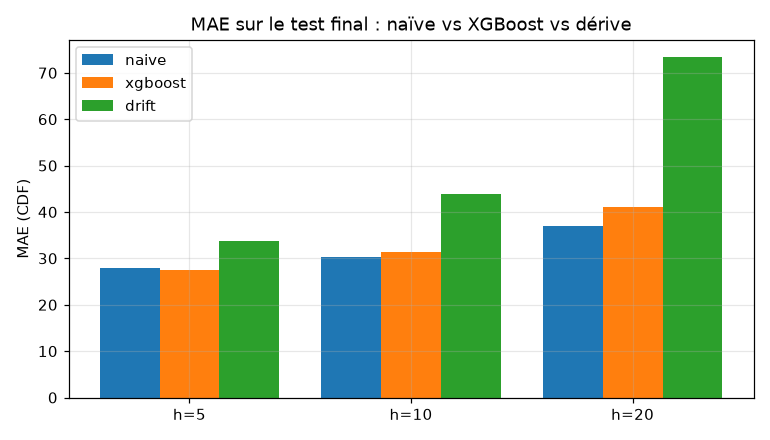 MAE sur le test final : naïve vs XGBoost vs dérive
naive
xgboost
drift
MAE (CDF)
70
60
50
40
30
20
10
0
h=5
h=10
h=20